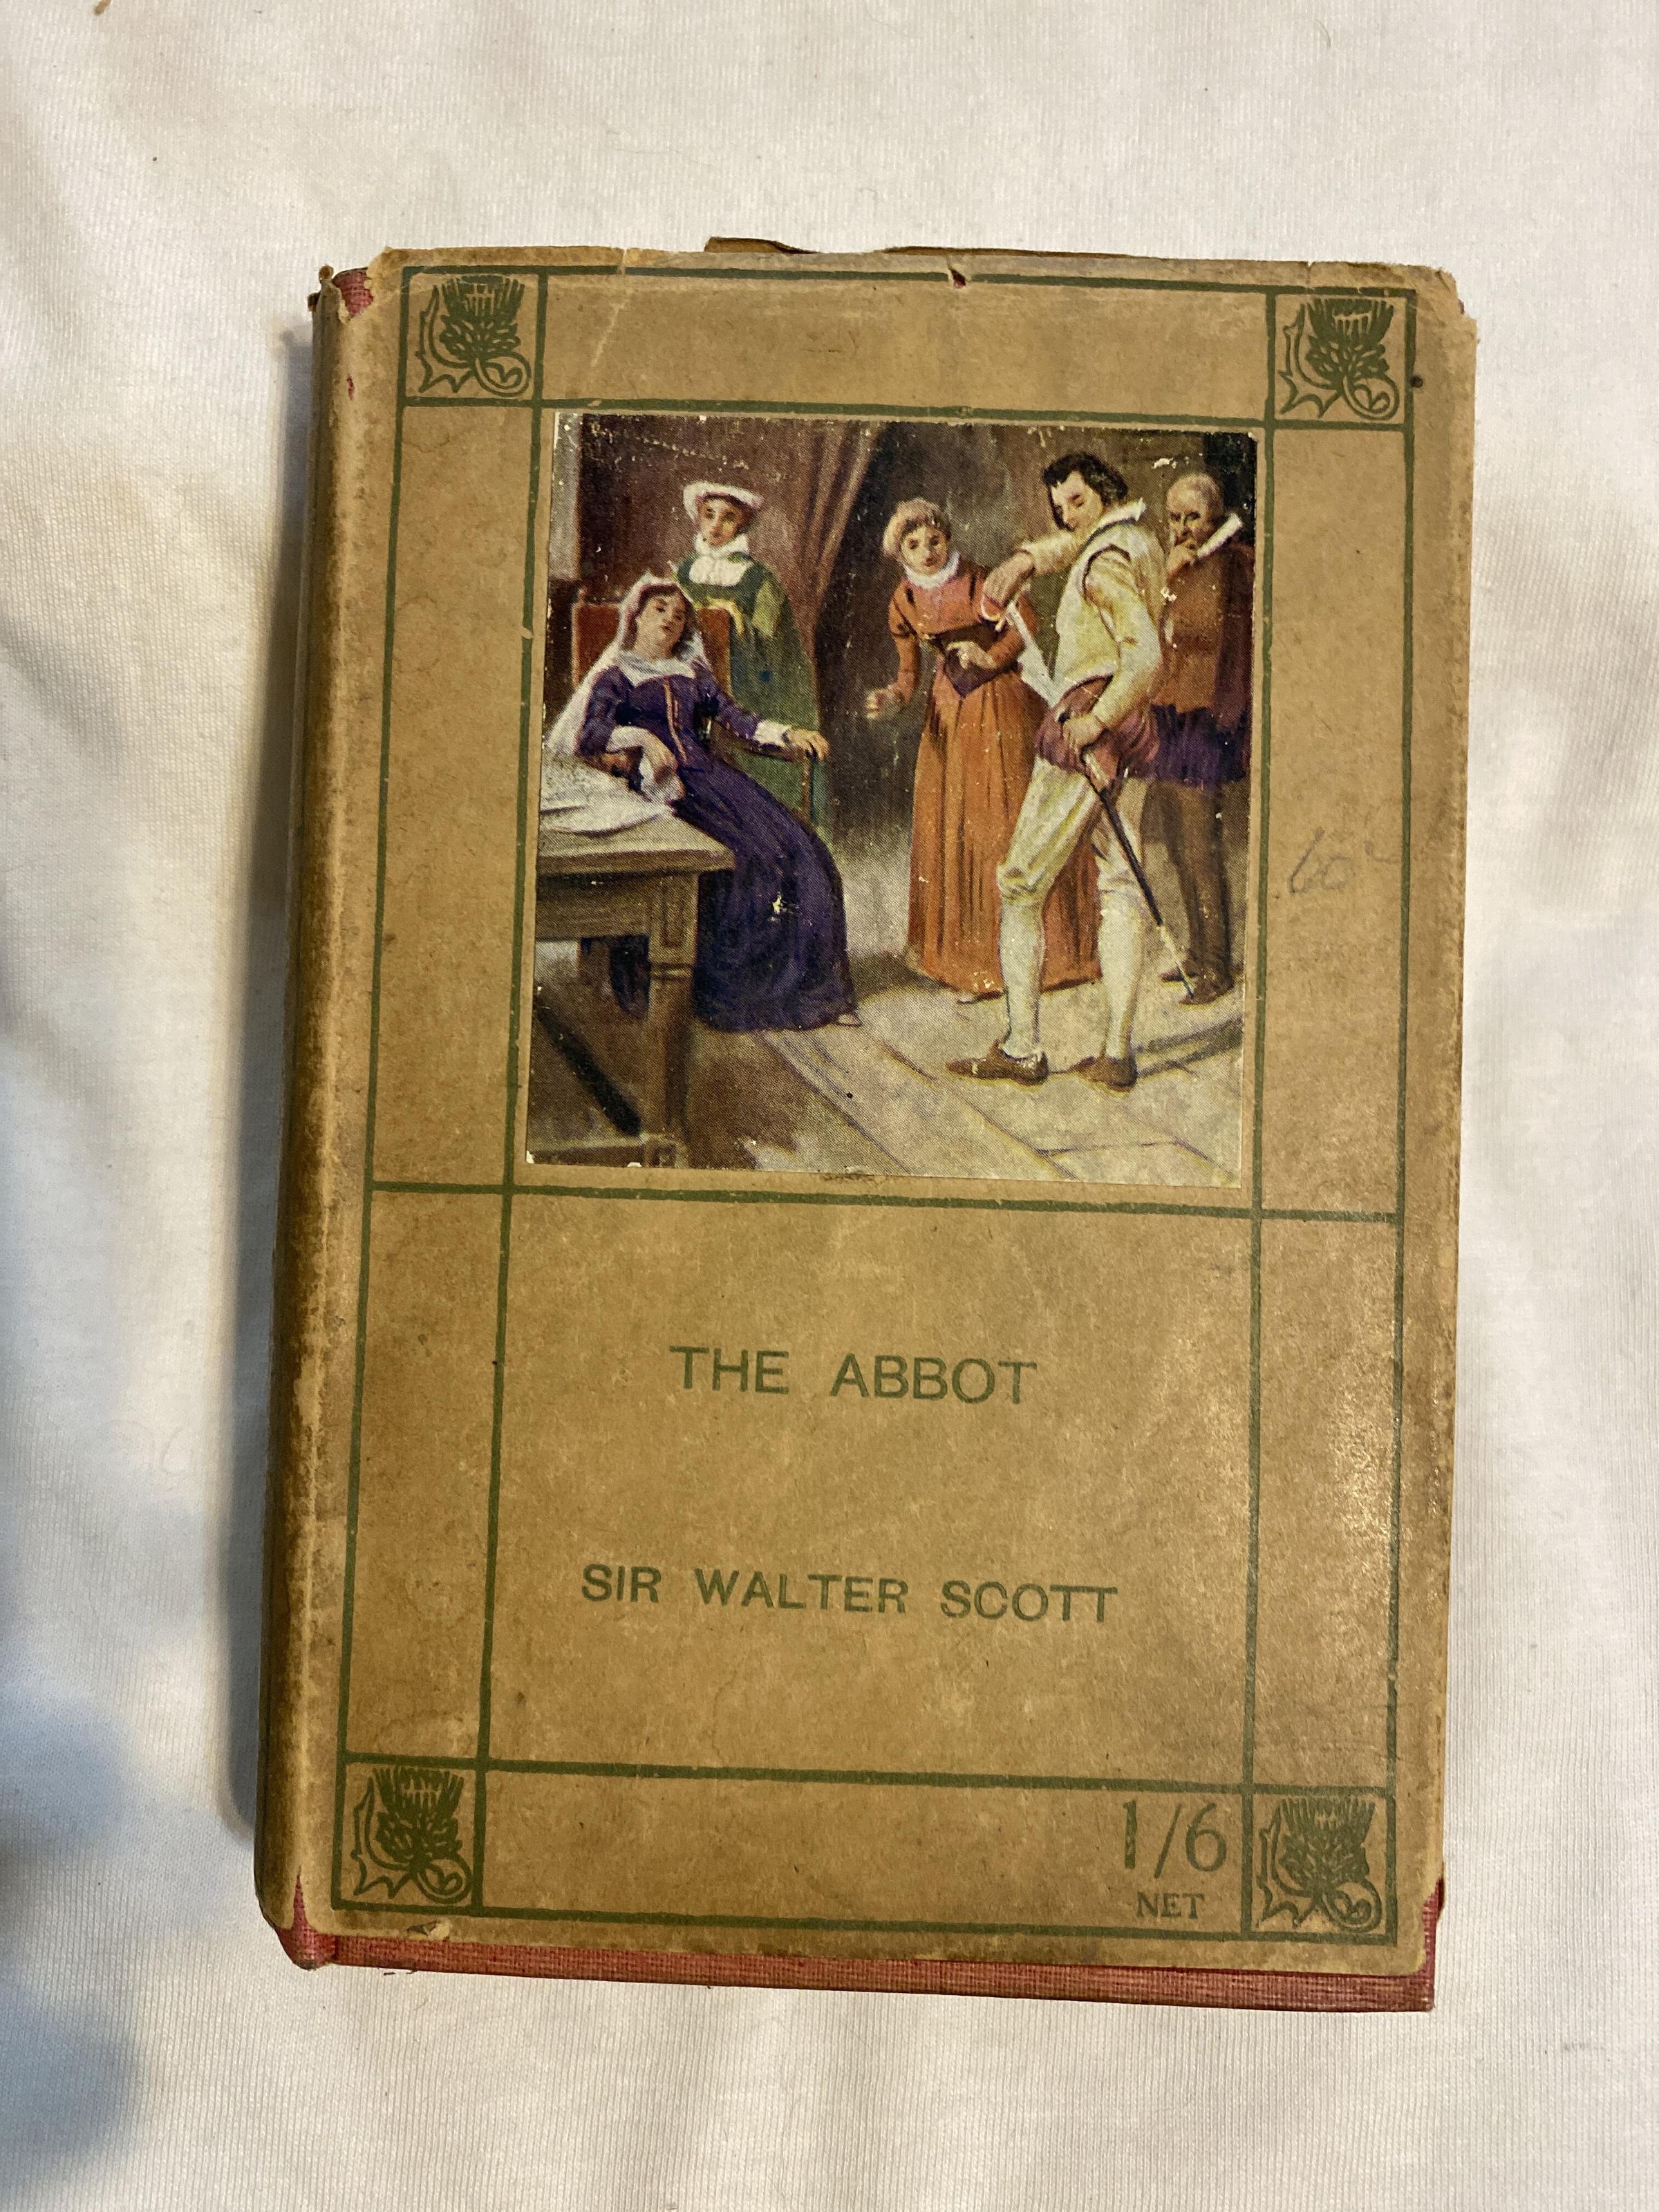 THE ABBOT
SIR WALTER SCOTT
1/6
NET